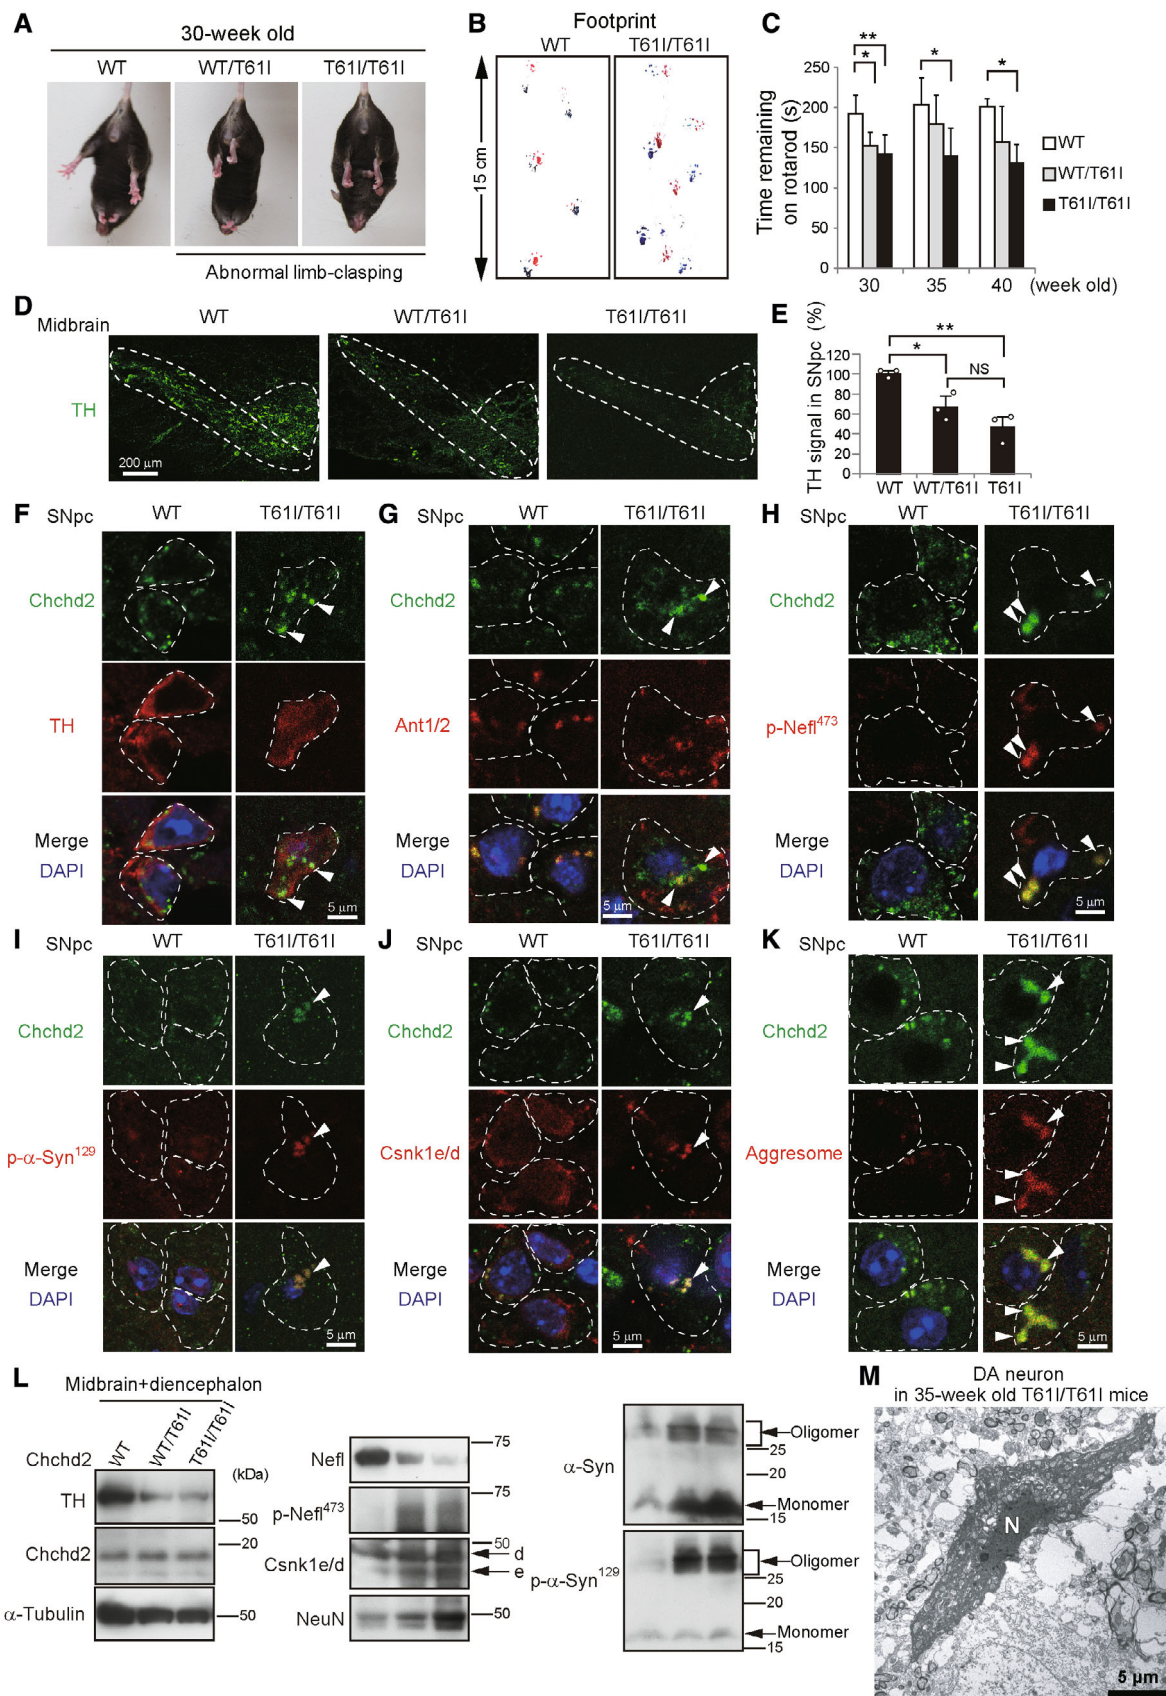 A
30-week old
WT
WT/T61I
T61I/T61I
Abnormal limb-clasping
B
Footprint
WT
T61I/T61I
15 cm
C
Time remaining
on rotarod (s)
250
200
150
100
50
0
**
*
*
*
WT
WT/T61I
T61I/T61I
30
35
40
(week old)
D
Midbrain
WT
WT/T61I
T61I/T61I
TH
200 µm
E
TH signal in SNpc (%)
120
100
80
60
40
20
0
**
*
NS
WT
WT/T61I
T61I
F
SNpc
WT
T61I/T61I
Chchd2
TH
Merge
DAPI
5 µm
G
SNpc
WT
T61I/T61I
Chchd2
Ant1/2
Merge
DAPI
5 µm
H
SNpc
WT
T61I/T61I
Chchd2
p-Nefl473
Merge
DAPI
5 µm
I
SNpc
WT
T61I/T61I
Chchd2
p-α-Syn129
Merge
DAPI
5 µm
J
SNpc
WT
T61I/T61I
Chchd2
Csnk1e/d
Merge
DAPI
5 µm
K
SNpc
WT
T61I/T61I
Chchd2
Aggresome
Merge
DAPI
5 µm
L
Midbrain+diencephalon
WT
WT/T61I
T61I/T61I
Chchd2
(kDa)
TH
50
20
Chchd2
α-Tubulin
50
Nefl
75
75
p-Nefl473
50
Csnk1e/d
d
e
NeuN
50
α-Syn
Oligomer
25
20
Monomer
15
p-α-Syn129
Oligomer
25
20
Monomer
15
M
DA neuron
in 35-week old T61I/T61I mice
N
5 µm